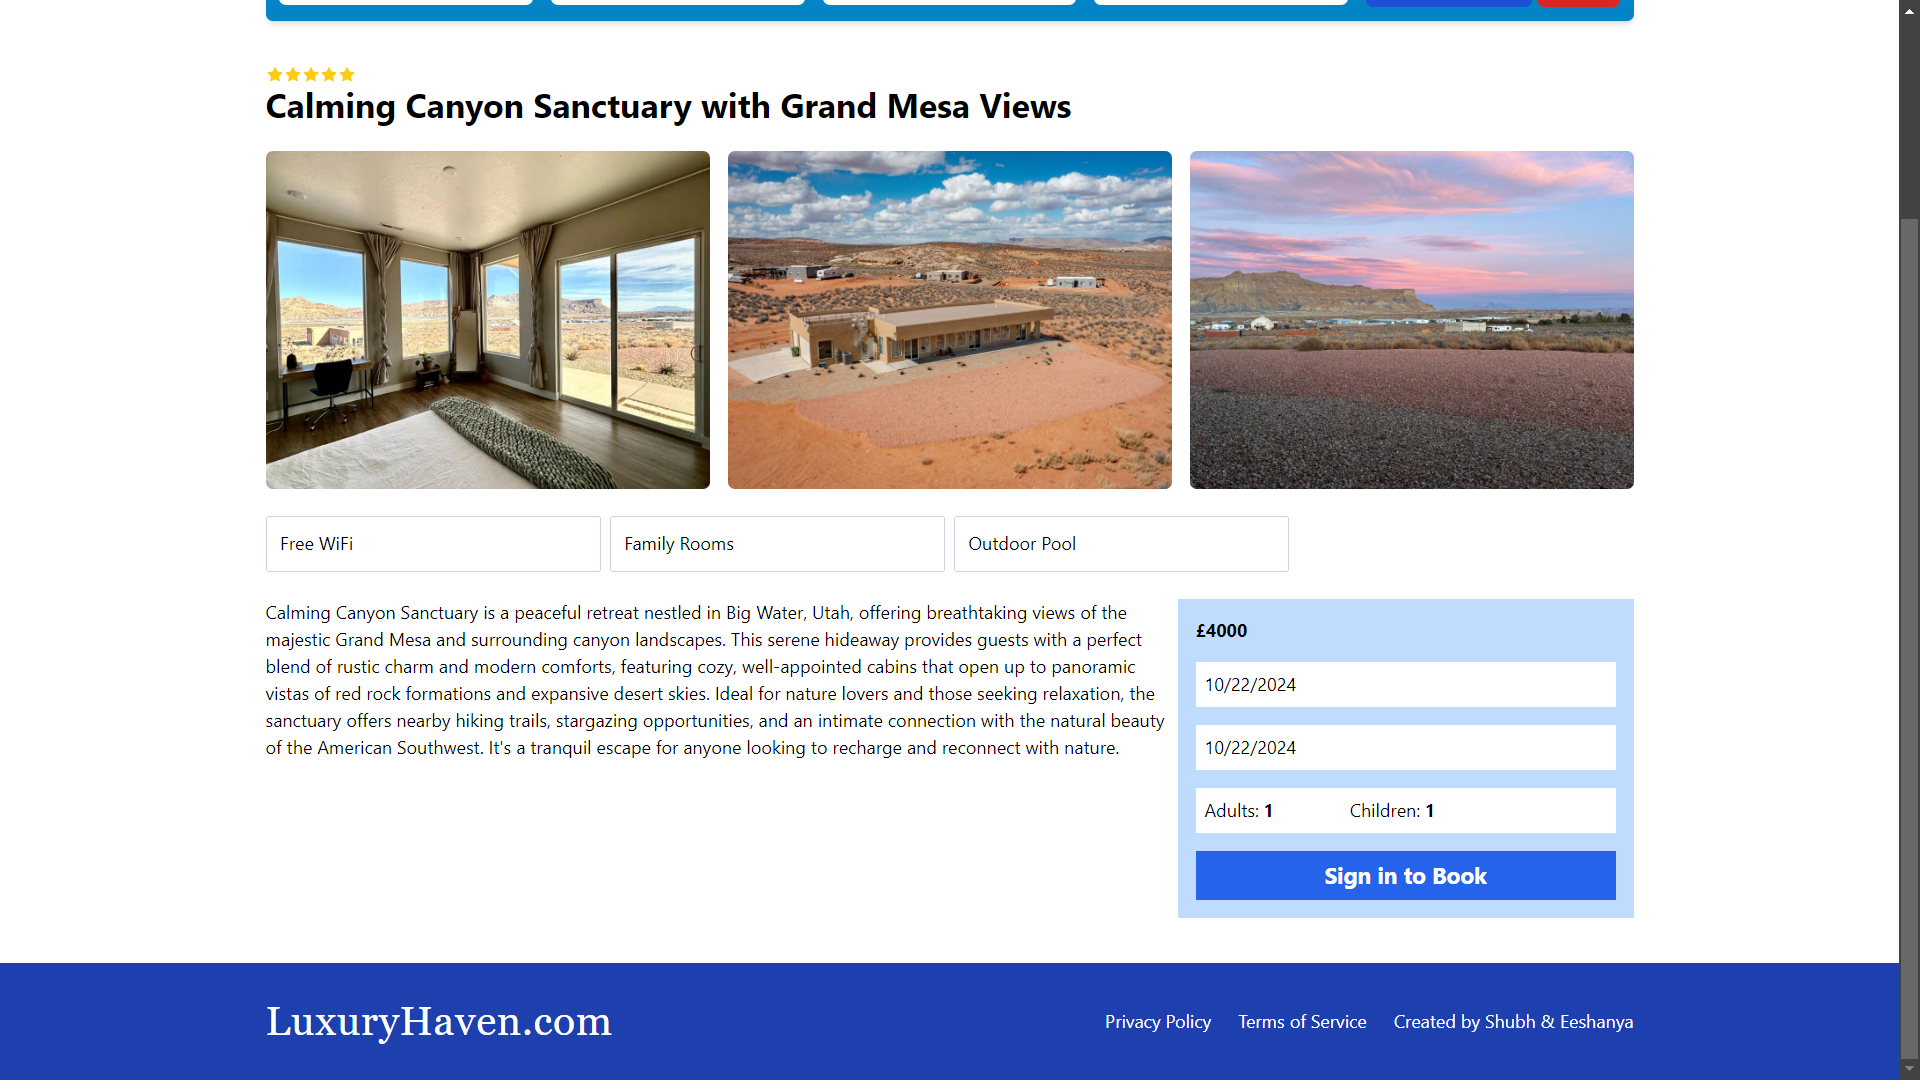 Calming Canyon Sanctuary with Grand Mesa Views
Free WiFi
Family Rooms
Outdoor Pool
Calming Canyon Sanctuary is a peaceful retreat nestled in Big Water, Utah, offering breathtaking views of the
majestic Grand Mesa and surrounding canyon landscapes. This serene hideaway provides guests with a perfect
blend of rustic charm and modern comforts, featuring cozy, well-appointed cabins that open up to panoramic
vistas of red rock formations and expansive desert skies. Ideal for nature lovers and those seeking relaxation, the
sanctuary offers nearby hiking trails, stargazing opportunities, and an intimate connection with the natural beauty
of the American Southwest. It's a tranquil escape for anyone looking to recharge and reconnect with nature.
£4000
10/22/2024
10/22/2024
Adults: 1 Children: 1
Sign in to Book
LuxuryHaven.com
Privacy Policy Terms of Service Created by Shubh & Eeshanya